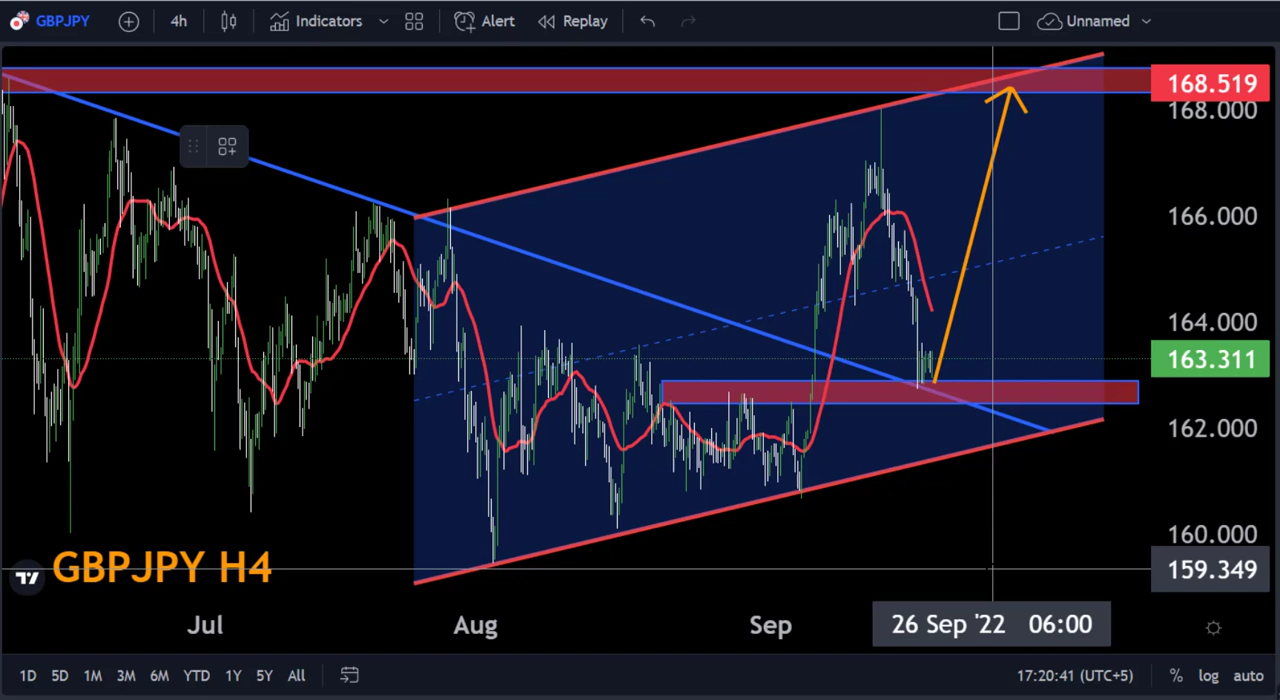 GBPJPY 4h Indicators Alert Replay Unnamed
168.519
168.000
166.000
164.000
163.311
162.000
160.000
159.349
GBPJPY H4
Jul Aug Sep 26 Sep '22 06:00
1D 5D 1M 3M 6M YTD 1Y 5Y All 17:20:41 (UTC+5) % log auto